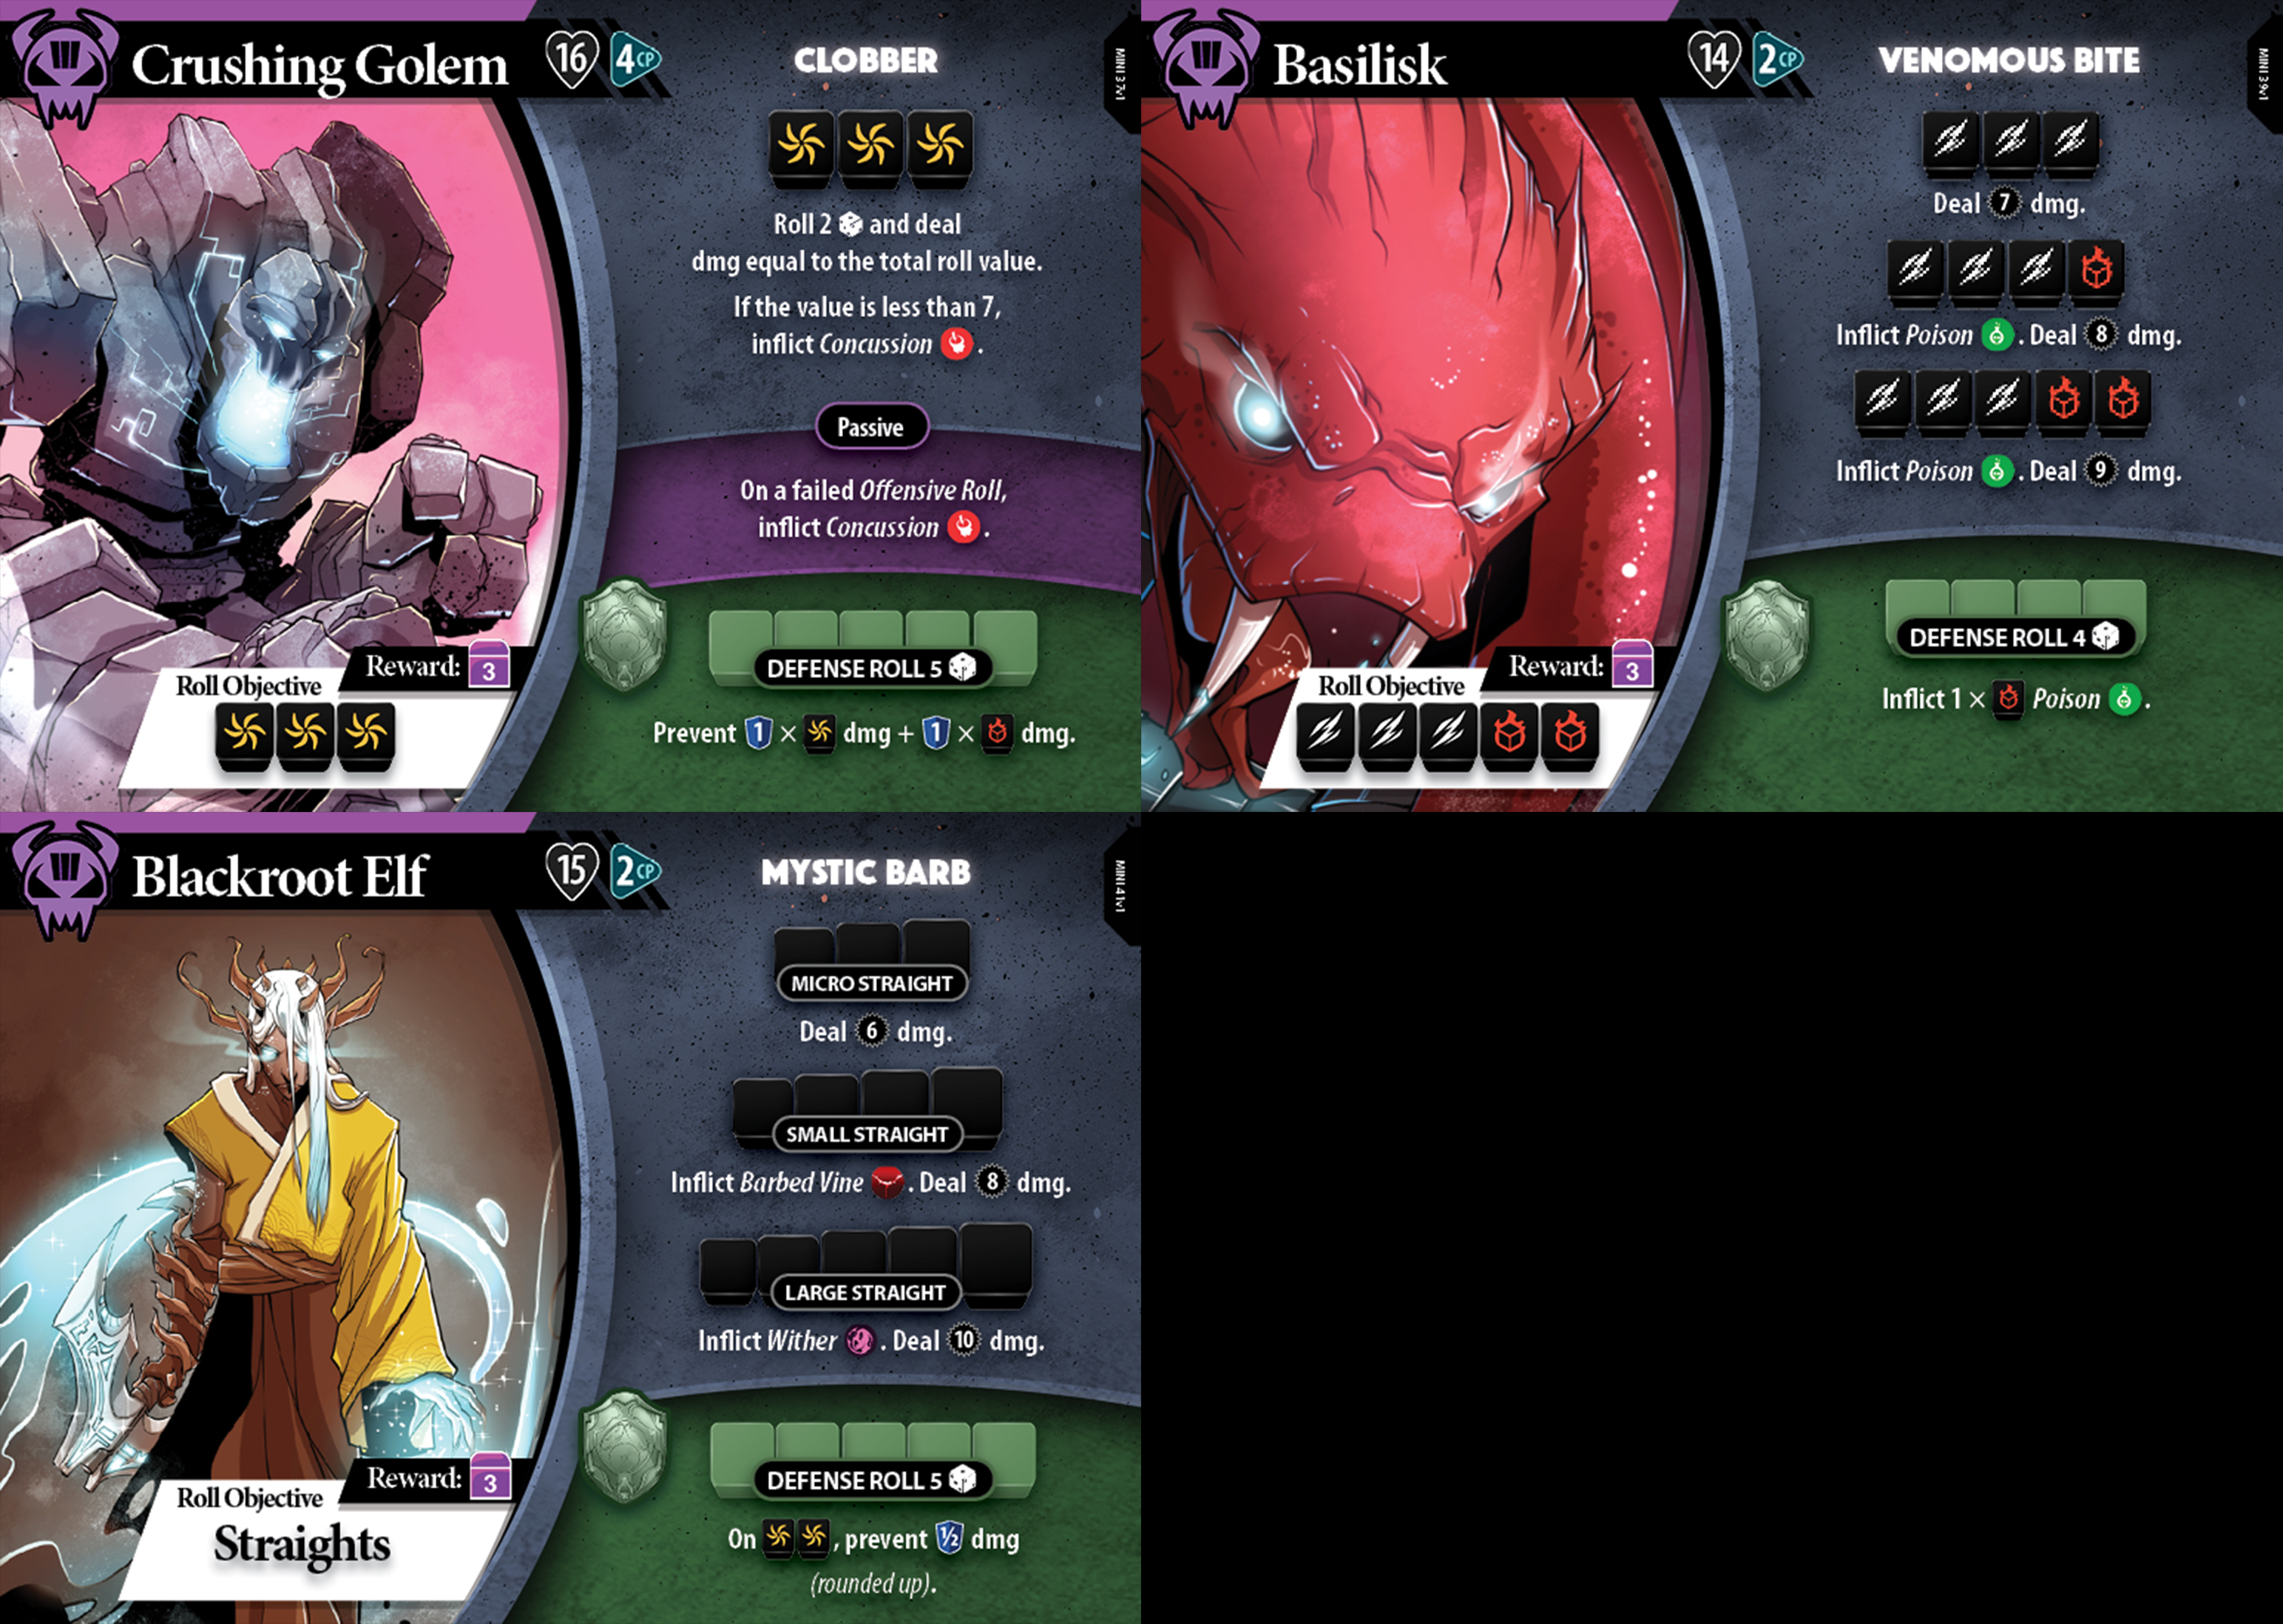 Crushing Golem
16
4 CP
MINI 37v1
CLOBBER
Roll 2 and deal
dmg equal to the total roll value.
If the value is less than 7,
inflict Concussion .
Passive
On a failed Offensive Roll,
inflict Concussion .
Reward: 3
Roll Objective
DEFENSE ROLL 5
Prevent 1 × dmg + 1 × dmg.
Basilisk
14
2 CP
MINI 39v1
VENOMOUS BITE
Deal 7 dmg.
Inflict Poison . Deal 8 dmg.
Inflict Poison . Deal 9 dmg.
Reward: 3
Roll Objective
DEFENSE ROLL 4
Inflict 1 × Poison .
Blackroot Elf
15
2 CP
MINI 41v1
MYSTIC BARB
MICRO STRAIGHT
Deal 6 dmg.
SMALL STRAIGHT
Inflict Barbed Vine . Deal 8 dmg.
LARGE STRAIGHT
Inflict Wither . Deal 10 dmg.
Reward: 3
Roll Objective
Straights
DEFENSE ROLL 5
On , prevent ½ dmg
(rounded up).